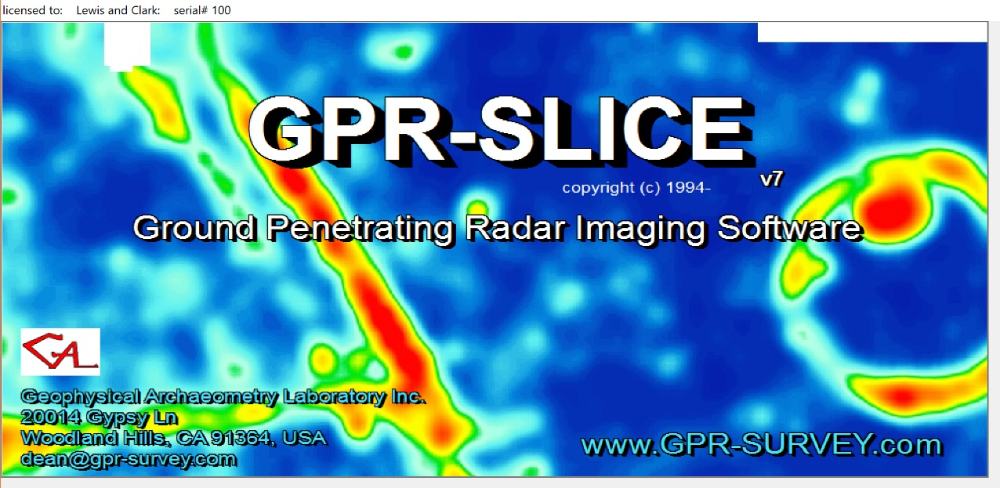 licensed to: Lewis and Clark: serial# 100
GPR-SLICE
v7
copyright (c) 1994-
Ground Penetrating Radar Imaging Software
GAL
Geophysical Archaeometry Laboratory Inc.
20014 Gypsy Ln
Woodland Hills, CA 91364, USA
dean@gpr-survey.com
www.GPR-SURVEY.com